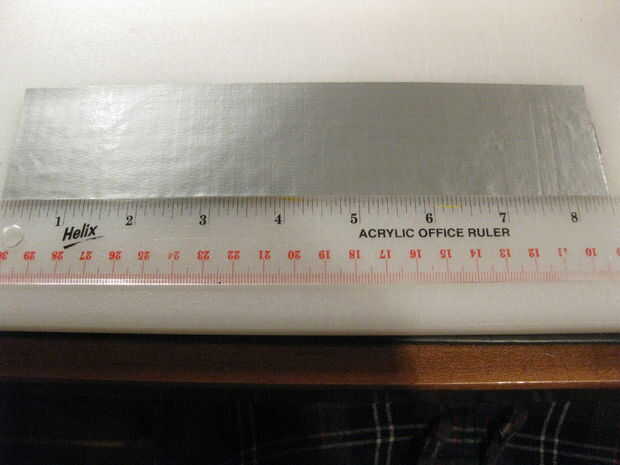 1 2 3 4 5 6 7 8
Helix
ACRYLIC OFFICE RULER
30 29 28 27 26 25 24 23 22 21 20 19 18 17 16 15 14 13 12 11 10